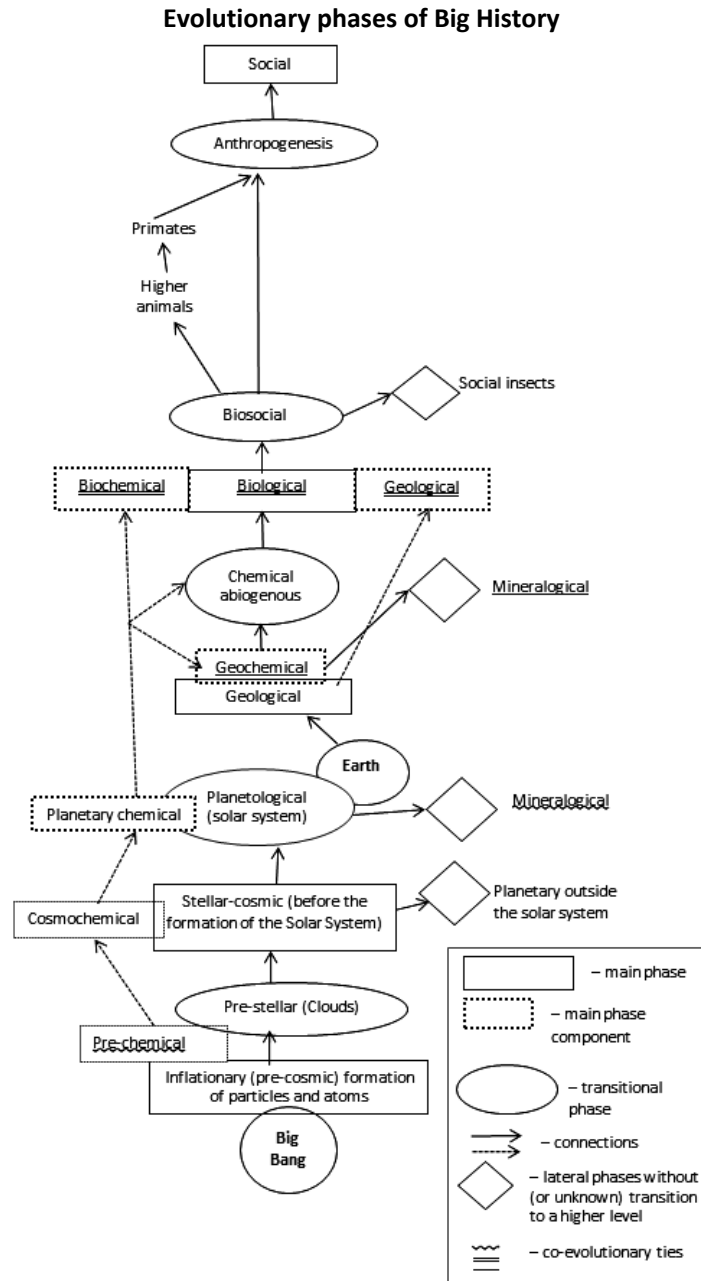 Evolutionary phases of Big History
Social
Anthropogenesis
Primates
Higher
animals
Social insects
Biosocial
Biochemical
Biological
Geological
Chemical
abiogenous
Mineralogical
Geochemical
Geological
Earth
Planetological
(solar system)
Planetary chemical
Mineralogical
Stellar-cosmic (before the
formation of the Solar System)
Planetary outside
the solar system
Cosmochemical
Pre-stellar (Clouds)
Pre-chemical
Inflationary (pre-cosmic) formation
of particles and atoms
Big
Bang
– main phase
– main phase
component
– transitional
phase
– connections
– lateral phases without
(or unknown) transition
to a higher level
– co-evolutionary ties